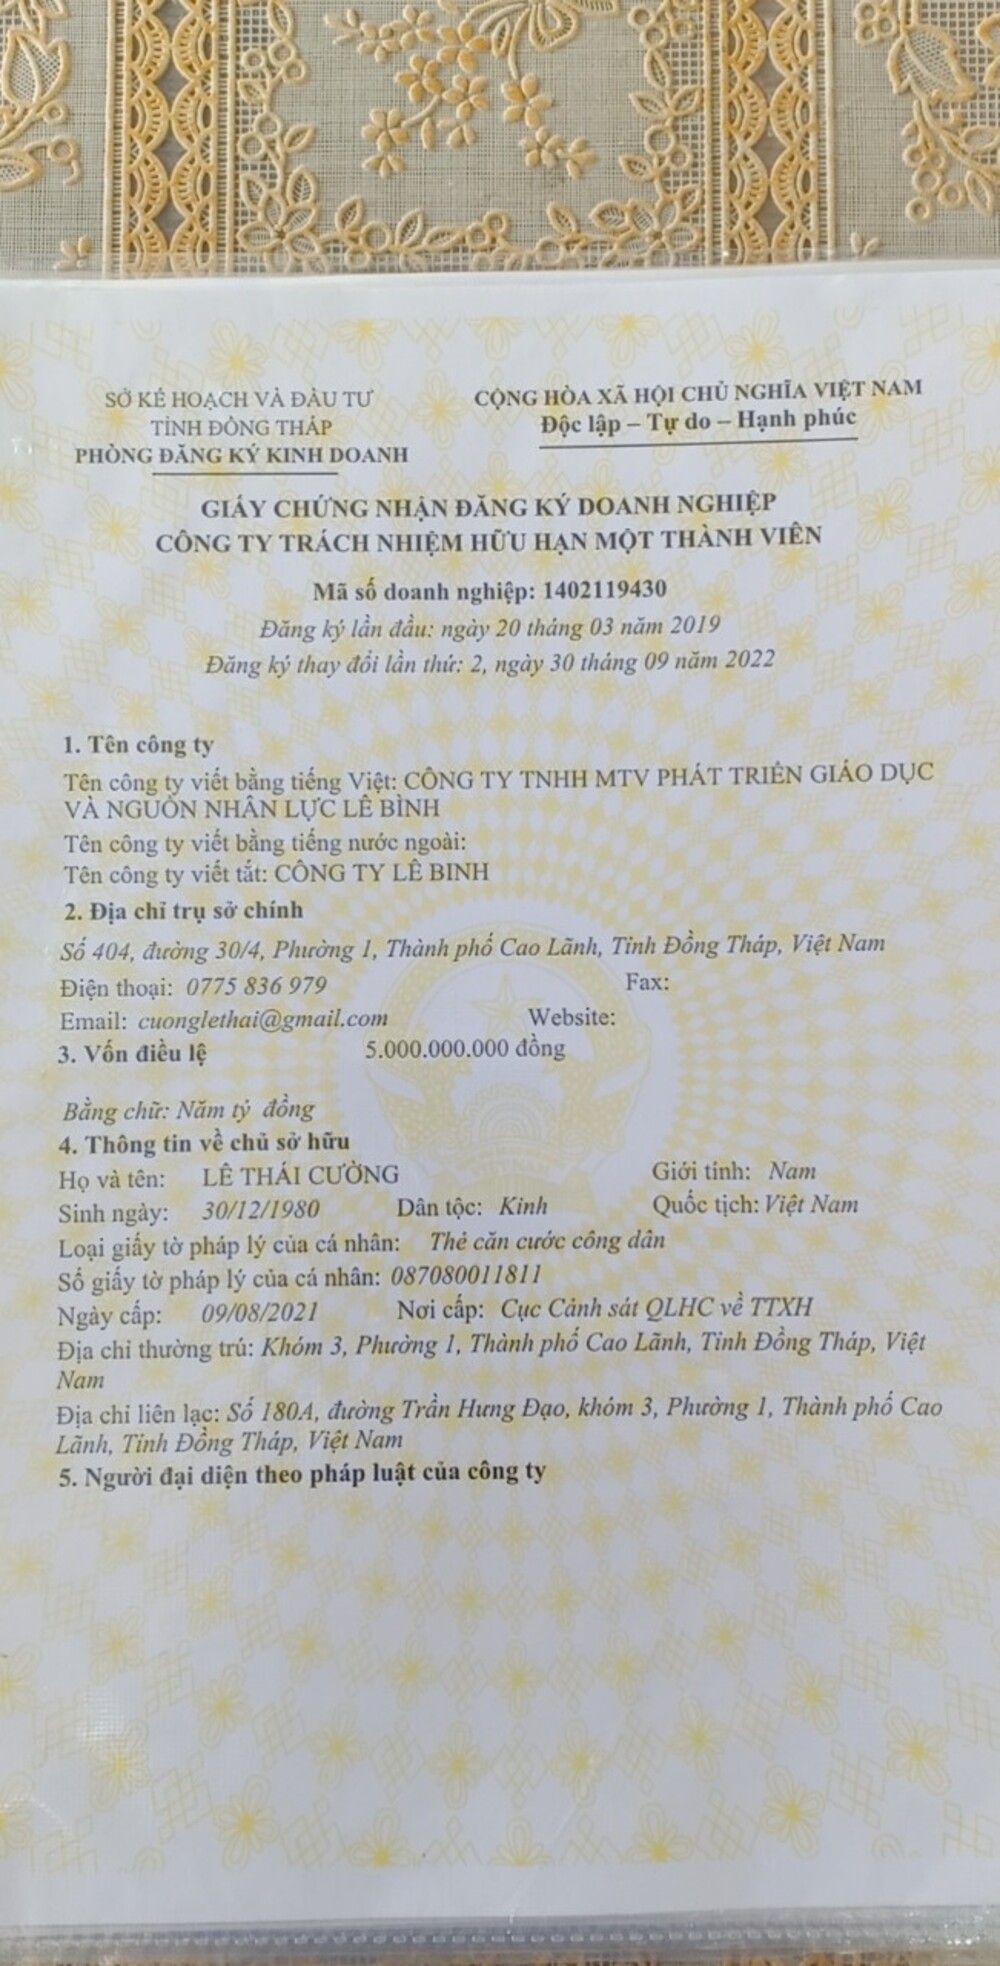 SỞ KẾ HOẠCH VÀ ĐẦU TƯ
TỈNH ĐỒNG THÁP
PHÒNG ĐĂNG KÝ KINH DOANH
CỘNG HÒA XÃ HỘI CHỦ NGHĨA VIỆT NAM
Độc lập – Tự do – Hạnh phúc
GIẤY CHỨNG NHẬN ĐĂNG KÝ DOANH NGHIỆP
CÔNG TY TRÁCH NHIỆM HỮU HẠN MỘT THÀNH VIÊN
Mã số doanh nghiệp: 1402119430
Đăng ký lần đầu: ngày 20 tháng 03 năm 2019
Đăng ký thay đổi lần thứ: 2, ngày 30 tháng 09 năm 2022
1. Tên công ty
Tên công ty viết bằng tiếng Việt: CÔNG TY TNHH MTV PHÁT TRIỂN GIÁO DỤC
VÀ NGUỒN NHÂN LỰC LÊ BÌNH
Tên công ty viết bằng tiếng nước ngoài:
Tên công ty viết tắt: CÔNG TY LÊ BINH
2. Địa chỉ trụ sở chính
Số 404, đường 30/4, Phường 1, Thành phố Cao Lãnh, Tỉnh Đồng Tháp, Việt Nam
Điện thoại: 0775 836 979 Fax:
Email: cuonglethai@gmail.com Website:
3. Vốn điều lệ 5.000.000.000 đồng
Bằng chữ: Năm tỷ đồng
4. Thông tin về chủ sở hữu
Họ và tên: LÊ THÁI CƯỜNG Giới tính: Nam
Sinh ngày: 30/12/1980 Dân tộc: Kinh Quốc tịch: Việt Nam
Loại giấy tờ pháp lý của cá nhân: Thẻ căn cước công dân
Số giấy tờ pháp lý của cá nhân: 087080011811
Ngày cấp: 09/08/2021 Nơi cấp: Cục Cảnh sát QLHC về TTXH
Địa chỉ thường trú: Khóm 3, Phường 1, Thành phố Cao Lãnh, Tỉnh Đồng Tháp, Việt
Nam
Địa chỉ liên lạc: Số 180A, đường Trần Hưng Đạo, khóm 3, Phường 1, Thành phố Cao
Lãnh, Tỉnh Đồng Tháp, Việt Nam
5. Người đại diện theo pháp luật của công ty